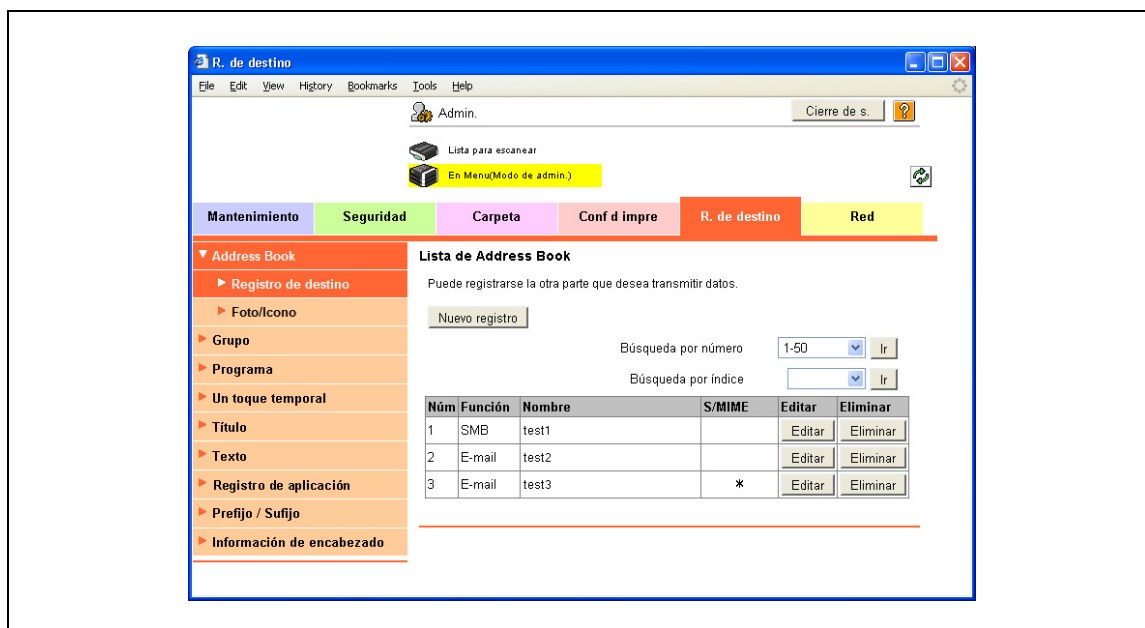 R. de destino
File Edit View History Bookmarks Tools Help
Admin. Cierre de s. ?
Lista para escanear
En Menu(Modo de admin.)
Mantenimiento Seguridad Carpeta Conf d impre R. de destino Red
Address Book
Registro de destino
Foto/Icono
Grupo
Programa
Un toque temporal
Título
Texto
Registro de aplicación
Prefijo / Sufijo
Información de encabezado
Lista de Address Book
Puede registrarse la otra parte que desea transmitir datos.
Nuevo registro
Búsqueda por número 1-50 Ir
Búsqueda por índice Ir
Núm Función Nombre S/MIME Editar Eliminar
1 SMB test1 Editar Eliminar
2 E-mail test2 Editar Eliminar
3 E-mail test3 * Editar Eliminar